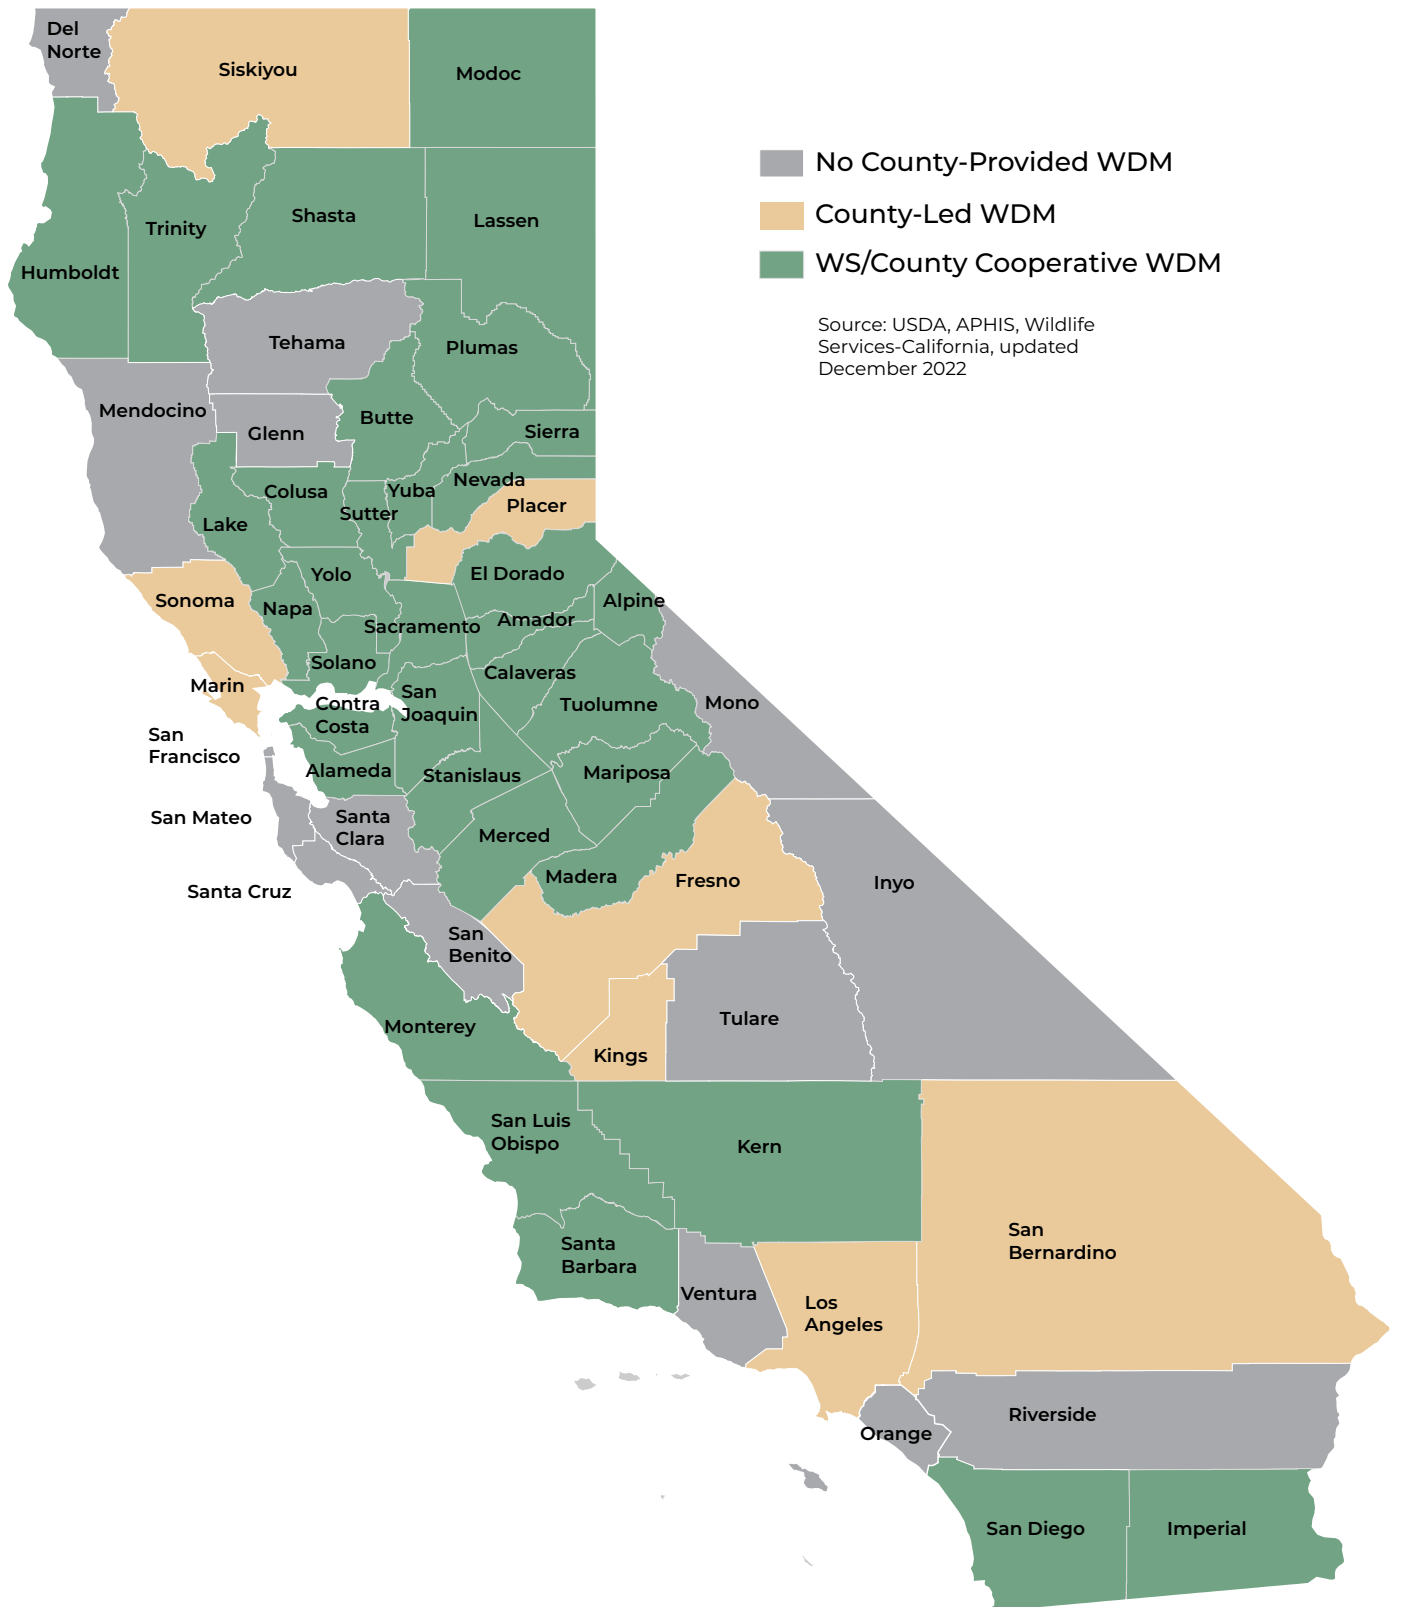 Del
Norte
Siskiyou
Modoc
No County-Provided WDM
County-Led WDM
WS/County Cooperative WDM
Source: USDA, APHIS, Wildlife
Services-California, updated
December 2022
Humboldt
Trinity
Shasta
Lassen
Tehama
Plumas
Mendocino
Glenn
Butte
Sierra
Colusa
Sutter
Yuba
Nevada
Placer
Lake
Yolo
El Dorado
Sonoma
Napa
Sacramento
Amador
Alpine
Solano
Marin
Contra
Costa
San
Joaquin
Calaveras
Tuolumne
Mono
San
Francisco
Alameda
Stanislaus
Mariposa
San Mateo
Santa
Clara
Merced
Madera
Fresno
Inyo
Santa Cruz
San
Benito
Monterey
Kings
Tulare
San Luis
Obispo
Kern
Santa
Barbara
Ventura
Los
Angeles
San
Bernardino
Orange
Riverside
San Diego
Imperial